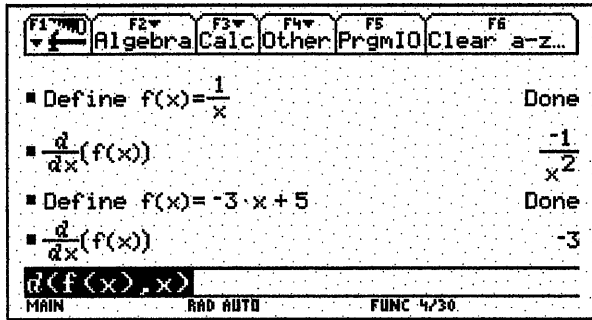 F1 F2 Algebra F3 Calc F4 Other F5 PrgmIO F6 Clear a-z…
Define f(x)=1/x Done
d/dx(f(x)) -1/x²
Define f(x)=-3·x+5 Done
d/dx(f(x)) -3
d(f(x),x)
MAIN RAD AUTO FUNC 4/30